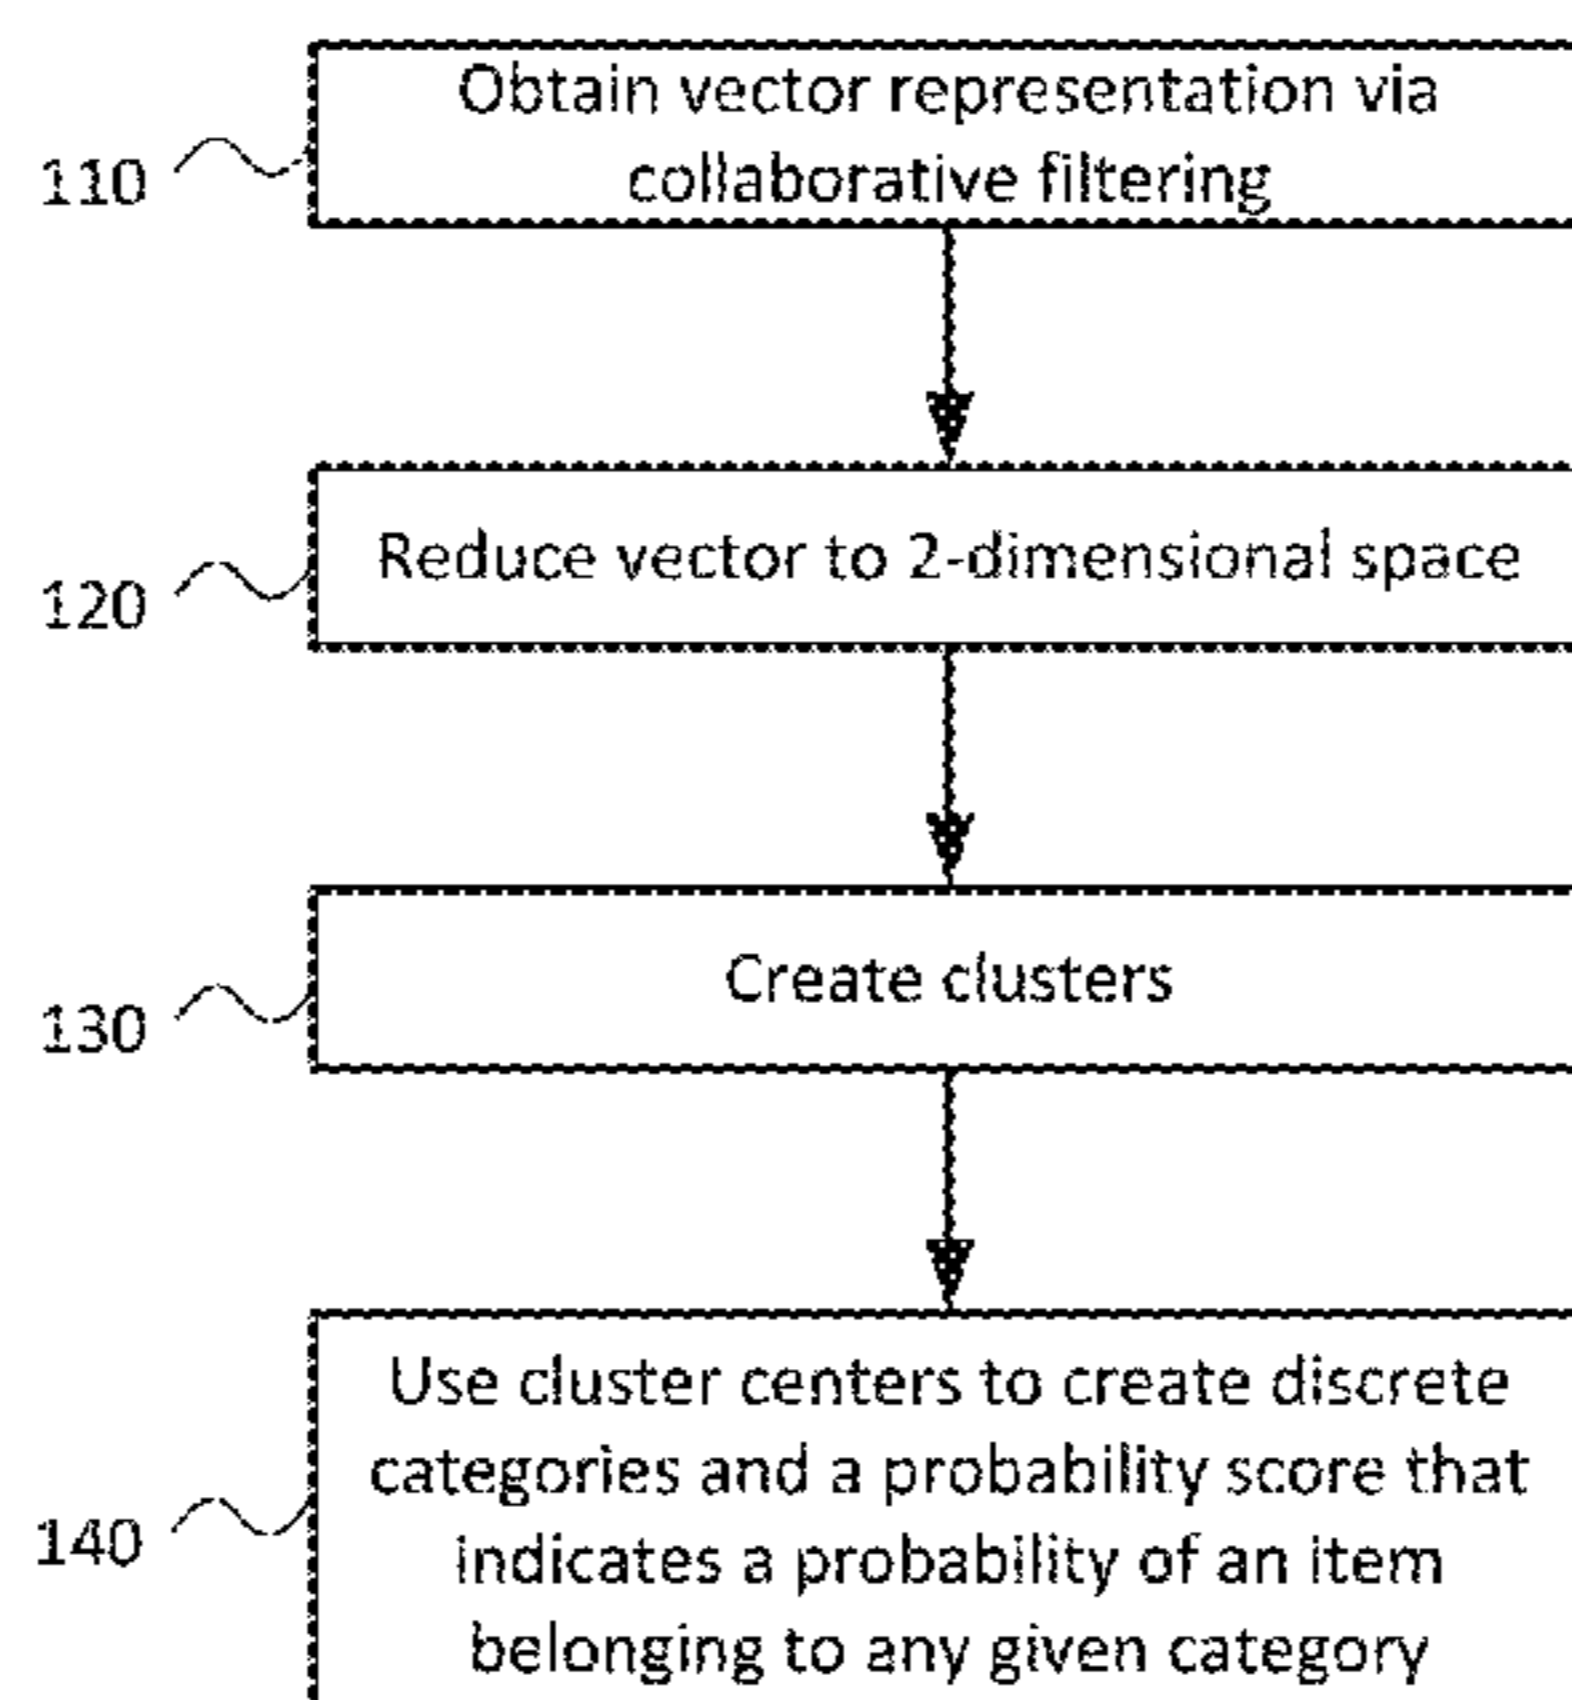 Obtain vector representation via
collaborative filtering
110
Reduce vector to 2-dimensional space
120
Create clusters
130
Use cluster centers to create discrete
categories and a probability score that
indicates a probability of an item
belonging to any given category
140